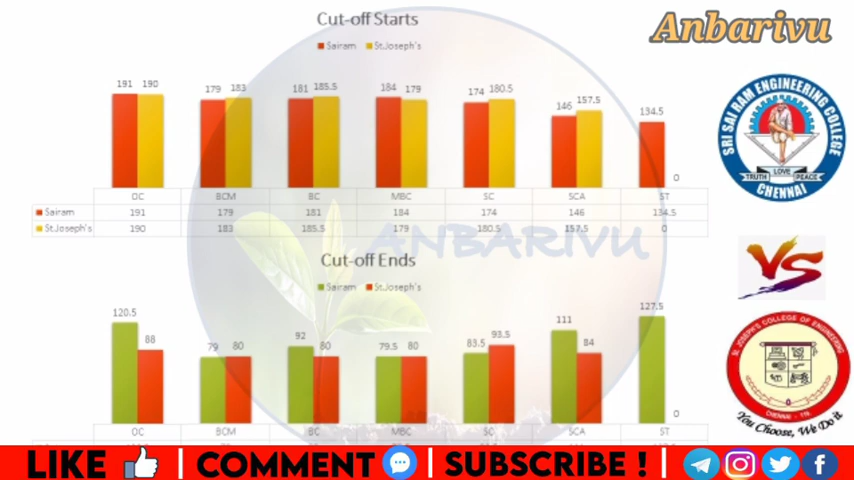 Cut-off Starts
Sairam St.Joseph's
191 190 179 183 181 185.5 184 179 174 180.5 146 157.5 134.5 0
OC BCM BC MBC SC SCA ST
Sairam 191 179 181 184 174 146 134.5
St.Joseph's 190 183 185.5 179 180.5 157.5 0
ANBARIVU
Cut-off Ends
Sairam St.Joseph's
120.5 88 79 80 92 80 79.5 80 83.5 93.5 111 84 127.5 0
OC BCM BC MBC SC SCA ST
Anbarivu
SRI SAI RAM ENGINEERING COLLEGE
TRUTH LOVE PEACE
CHENNAI
VS
ST. JOSEPH'S COLLEGE OF ENGINEERING
CHENNAI - 119
You Choose, We Do it
LIKE | COMMENT | SUBSCRIBE ! |